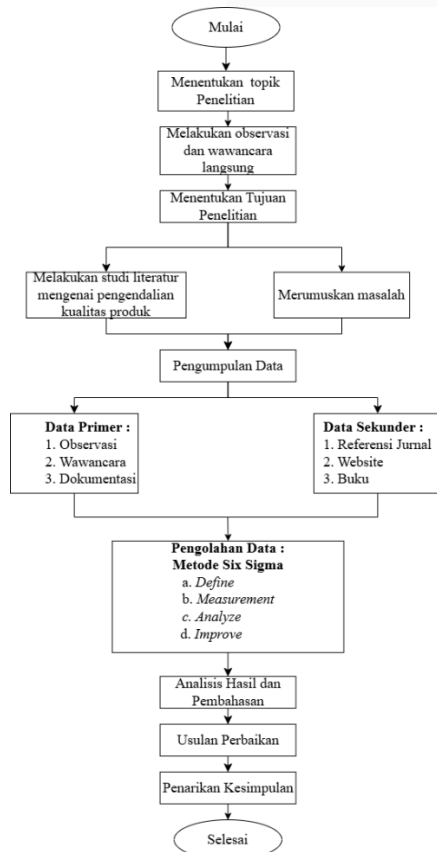 Mulai
Menentukan topik
Penelitian
Melakukan observasi
dan wawancara
langsung
Menentukan Tujuan
Penelitian
Melakukan studi literatur
mengenai pengendalian
kualitas produk
Merumuskan masalah
Pengumpulan Data
Data Primer :
1. Observasi
2. Wawancara
3. Dokumentasi
Data Sekunder :
1. Referensi Jurnal
2. Website
3. Buku
Pengolahan Data :
Metode Six Sigma
a. Define
b. Measurement
c. Analyze
d. Improve
Analisis Hasil dan
Pembahasan
Usulan Perbaikan
Penarikan Kesimpulan
Selesai